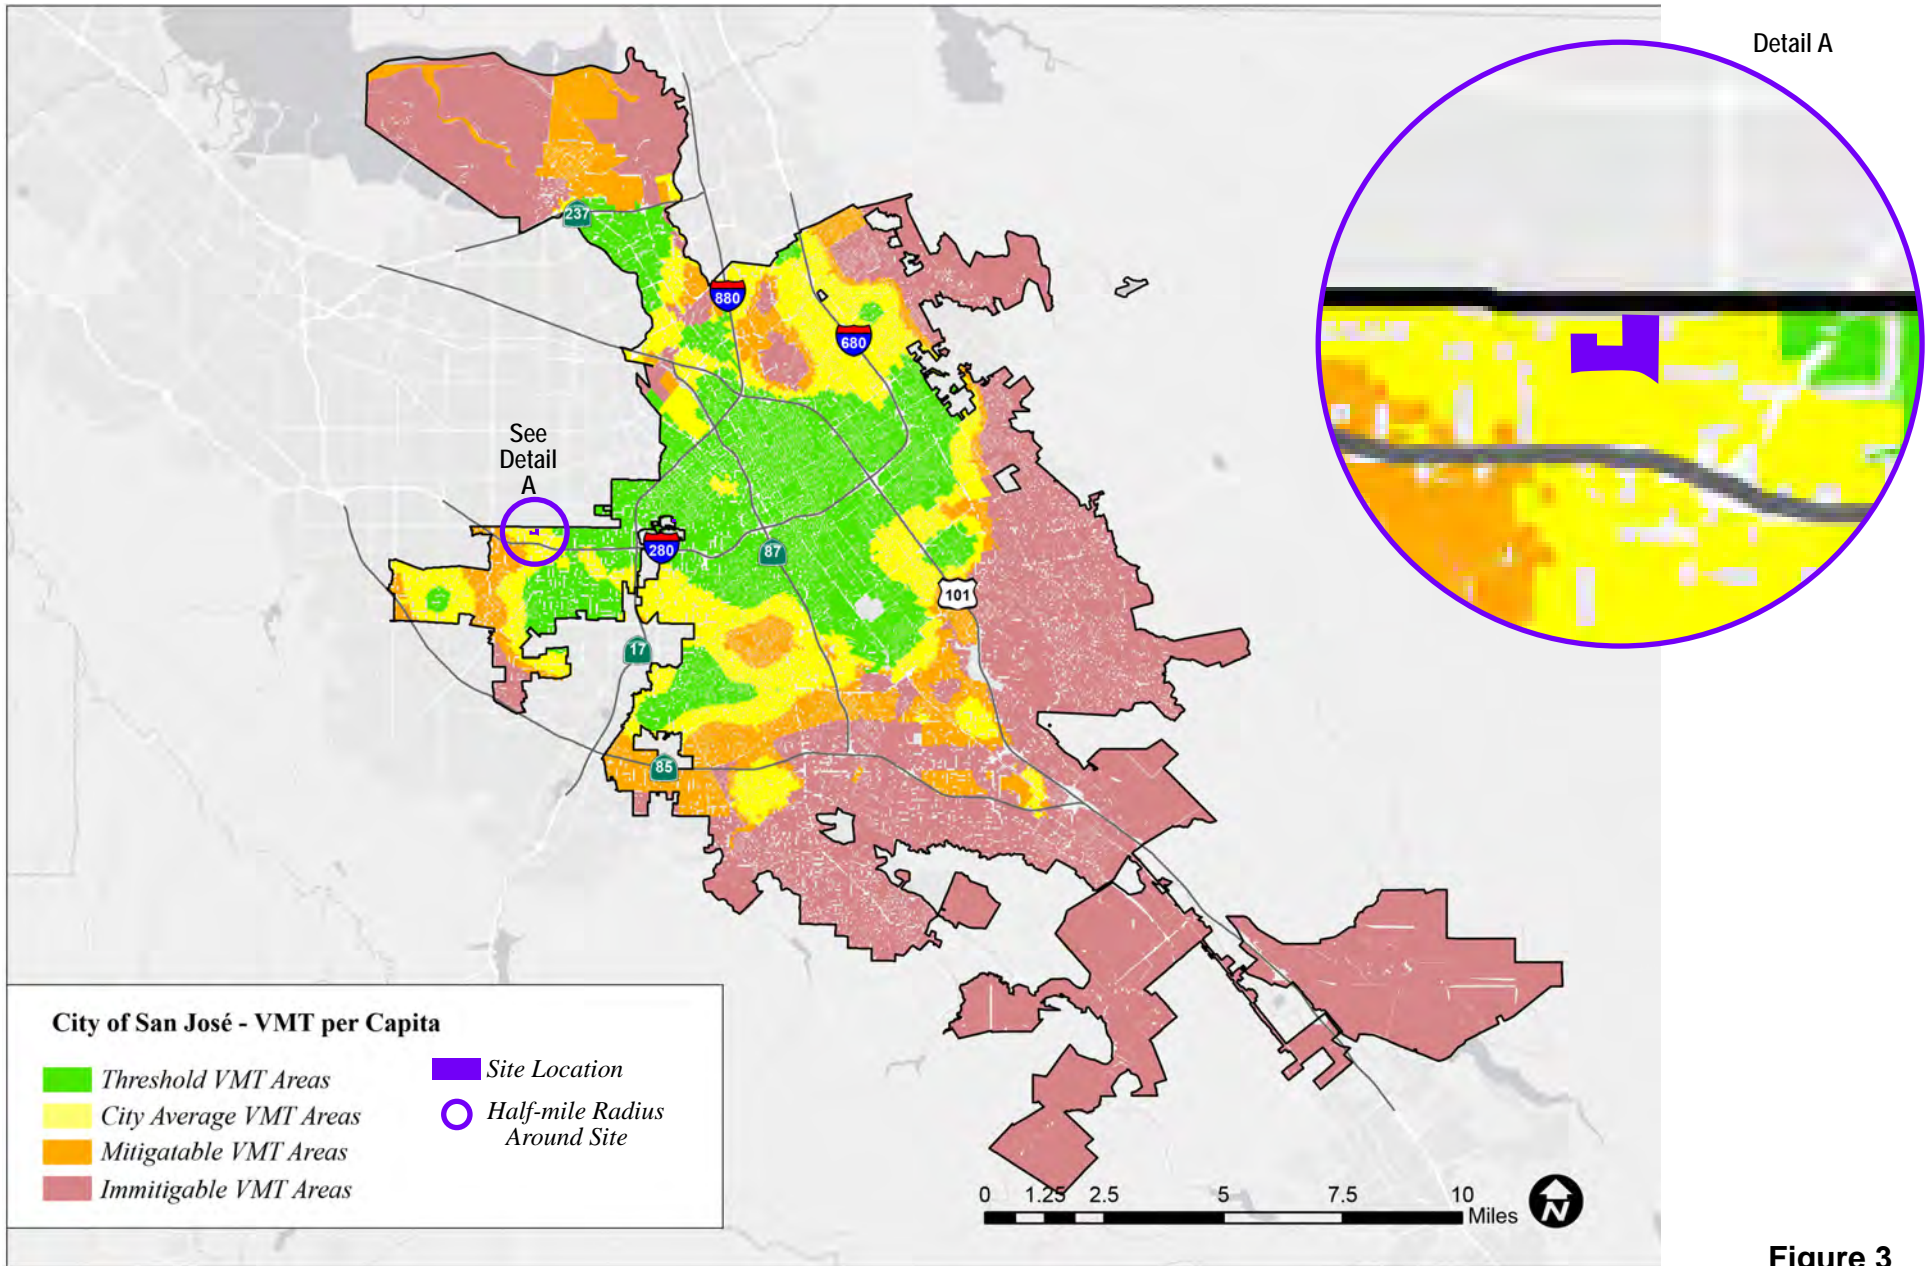 Detail A
237
880
680
See
Detail
A
280
87
101
17
85
City of San José - VMT per Capita
Threshold VMT Areas
City Average VMT Areas
Mitigatable VMT Areas
Immitigable VMT Areas
Site Location
Half-mile Radius
Around Site
0 1.25 2.5 5 7.5 10
Miles
N
Figure 3